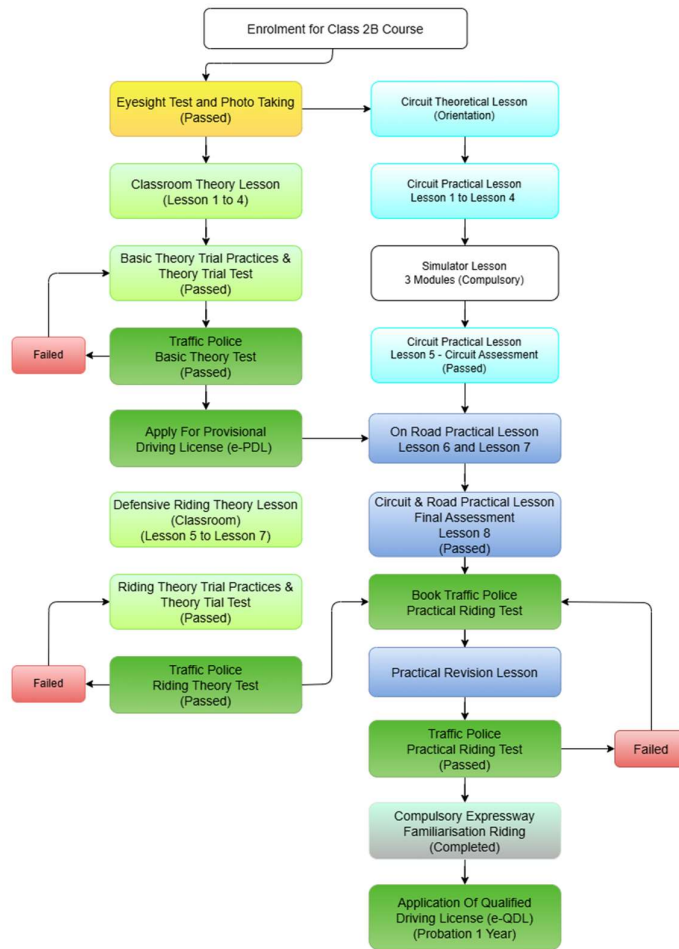 Enrolment for Class 2B Course
Eyesight Test and Photo Taking
(Passed)
Circuit Theoretical Lesson
(Orientation)
Classroom Theory Lesson
(Lesson 1 to 4)
Circuit Practical Lesson
Lesson 1 to Lesson 4
Basic Theory Trial Practices &
Theory Trial Test
(Passed)
Simulator Lesson
3 Modules (Compulsory)
Failed
Traffic Police
Basic Theory Test
(Passed)
Circuit Practical Lesson
Lesson 5 - Circuit Assessment
(Passed)
Apply For Provisional
Driving License (e-PDL)
On Road Practical Lesson
Lesson 6 and Lesson 7
Defensive Riding Theory Lesson
(Classroom)
(Lesson 5 to Lesson 7)
Circuit & Road Practical Lesson
Final Assessment
Lesson 8
(Passed)
Riding Theory Trial Practices &
Theory Tial Test
(Passed)
Book Traffic Police
Practical Riding Test
Failed
Traffic Police
Riding Theory Test
(Passed)
Practical Revision Lesson
Traffic Police
Practical Riding Test
(Passed)
Failed
Compulsory Expressway
Familiarisation Riding
(Completed)
Application Of Qualified
Driving License (e-QDL)
(Probation 1 Year)